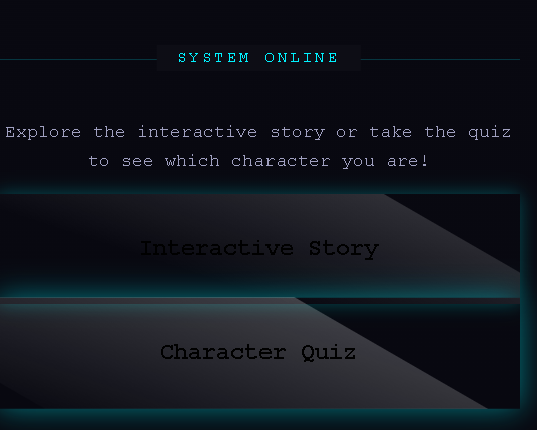 SYSTEM ONLINE
Explore the interactive story or take the quiz
to see which character you are!
Interactive Story
Character Quiz